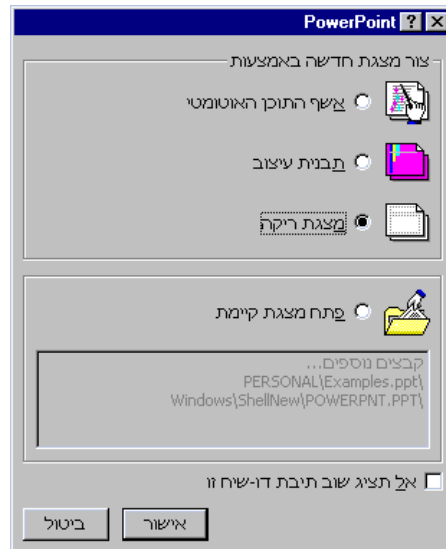 PowerPoint
צור מצגת חדשה באמצעות
אשף התוכן האוטומטי
תבנית עיצוב
מצגת ריקה
פתח מצגת קיימת
קבצים נוספים...
PERSONAL\Examples.ppt\
Windows\ShellNew\POWERPNT.PPT\
אל תציג שוב תיבת דו-שיח זו
אישור ביטול